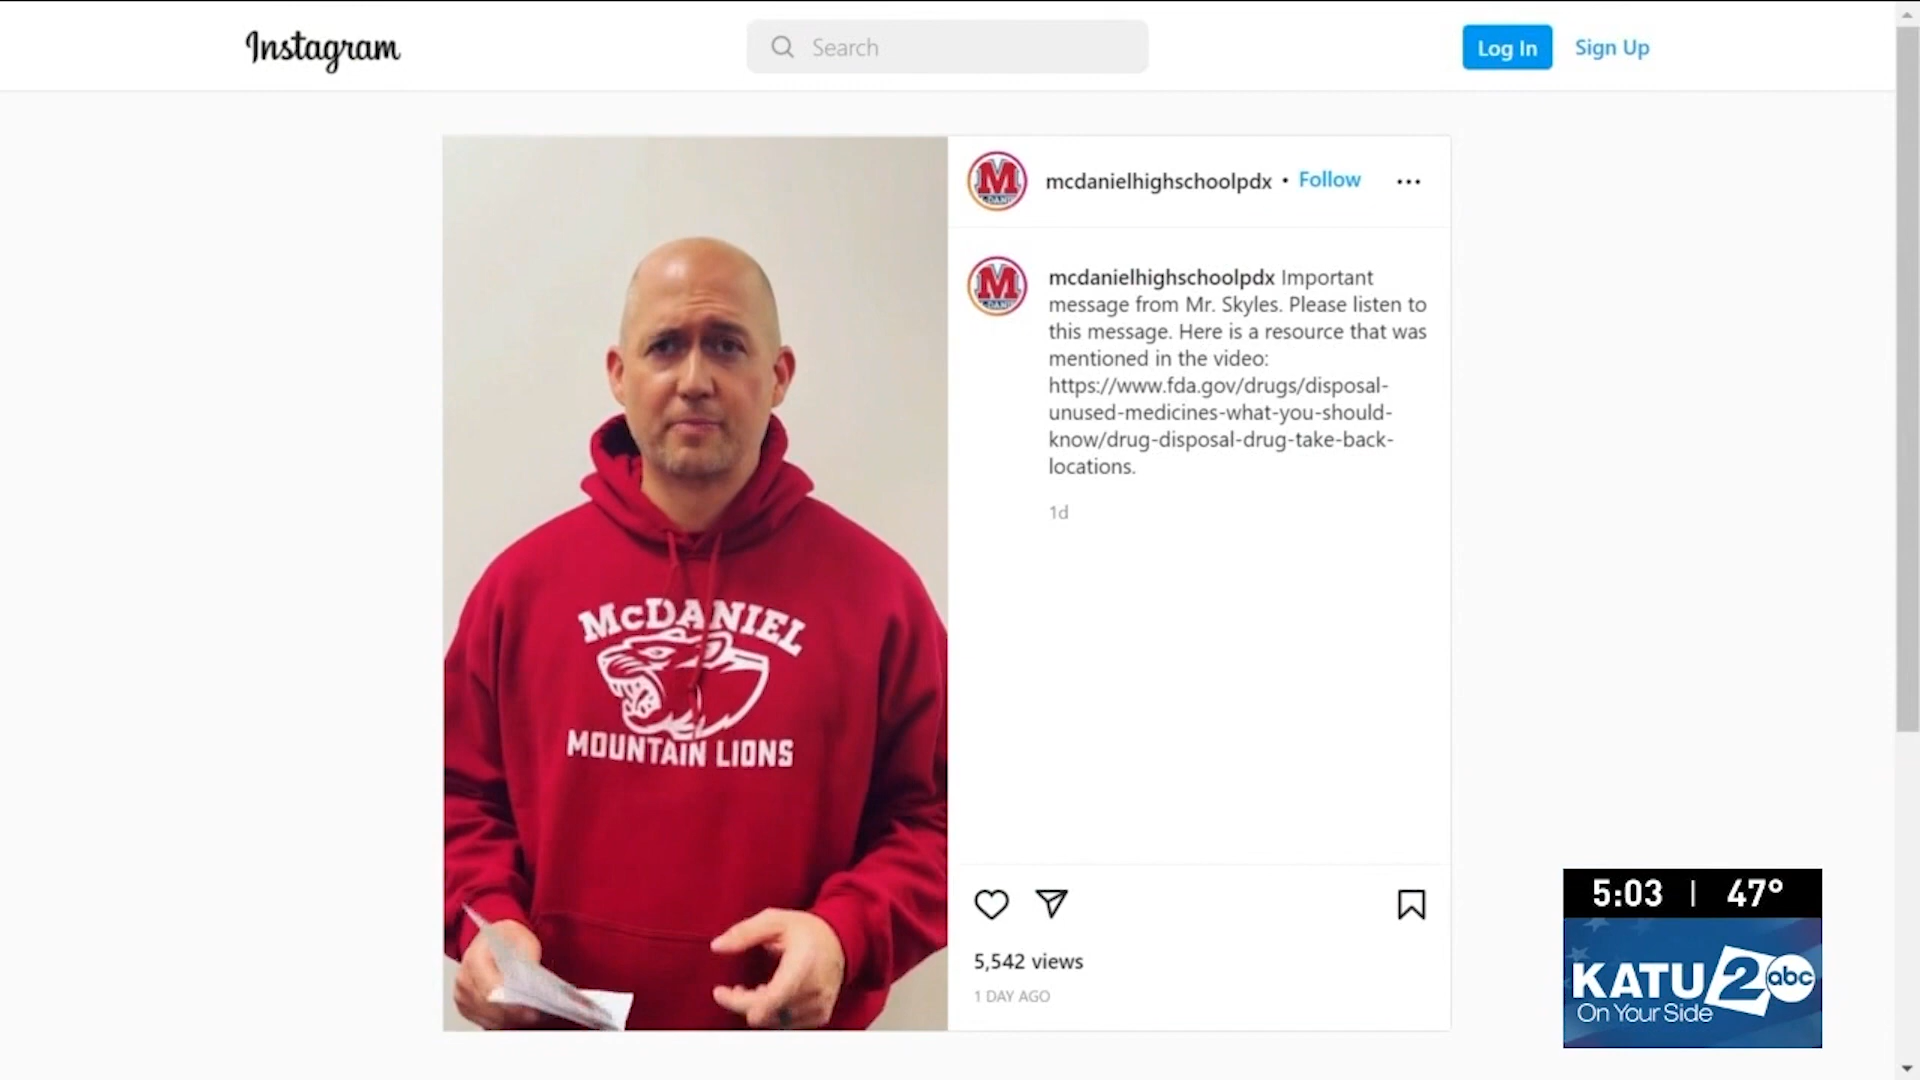 Instagram
Search
Log In
Sign Up
mcdanielhighschoolpdx • Follow
mcdanielhighschoolpdx Important
message from Mr. Skyles. Please listen to
this message. Here is a resource that was
mentioned in the video:
https://www.fda.gov/drugs/disposal-
unused-medicines-what-you-should-
know/drug-disposal-drug-take-back-
locations.
1d
McDANIEL
MOUNTAIN LIONS
5,542 views
1 DAY AGO
5:03 | 47°
KATU 2 abc
On Your Side